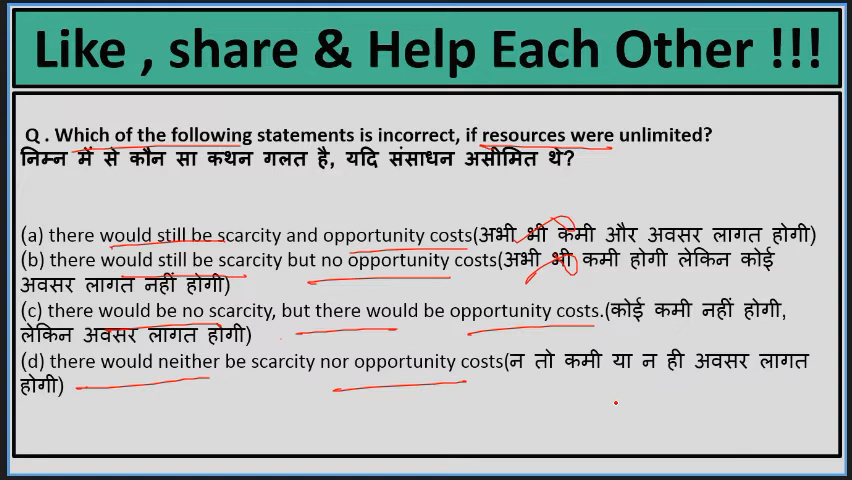 Like , share & Help Each Other !!!
Q . Which of the following statements is incorrect, if resources were unlimited?
निम्न में से कौन सा कथन गलत है, यदि संसाधन असीमित थे?
(a) there would still be scarcity and opportunity costs(अभी भी कमी और अवसर लागत होगी)
(b) there would still be scarcity but no opportunity costs(अभी भी कमी होगी लेकिन कोई
अवसर लागत नहीं होगी)
(c) there would be no scarcity, but there would be opportunity costs.(कोई कमी नहीं होगी,
लेकिन अवसर लागत होगी)
(d) there would neither be scarcity nor opportunity costs(न तो कमी या न ही अवसर लागत
होगी)